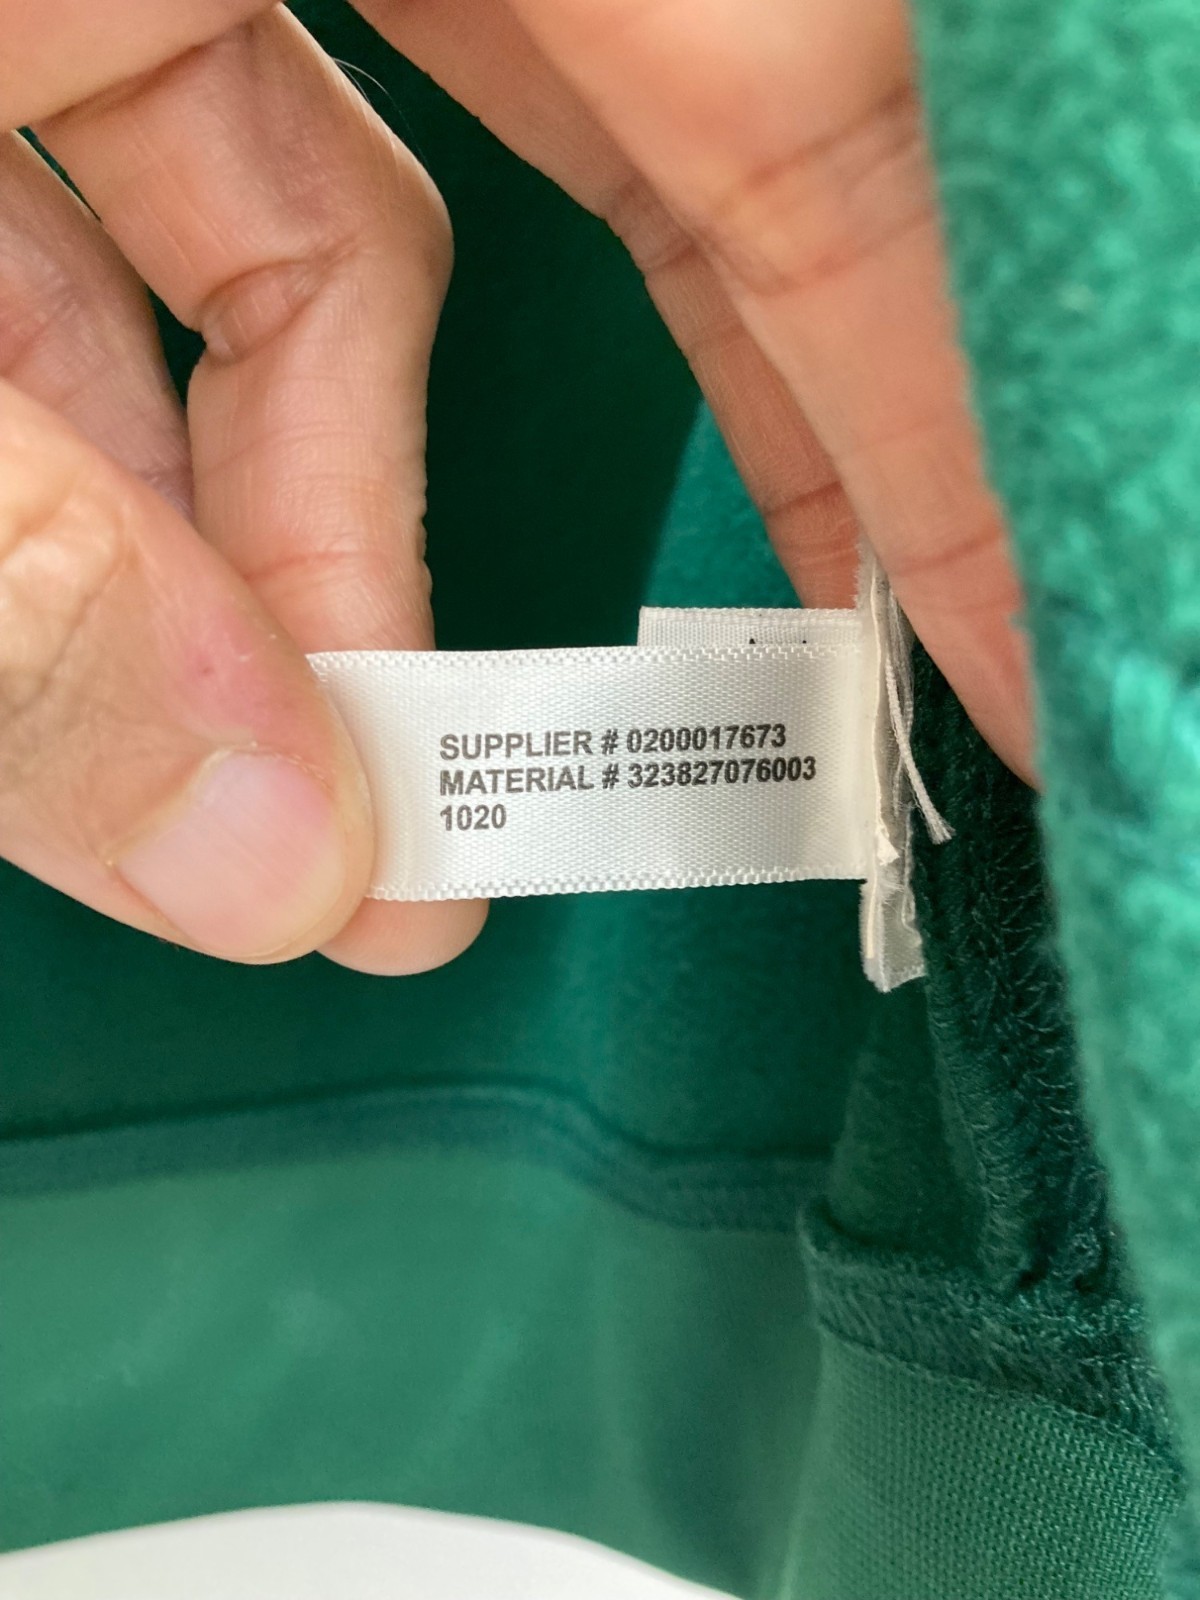 SUPPLIER # 0200017673
MATERIAL # 323827076003
1020